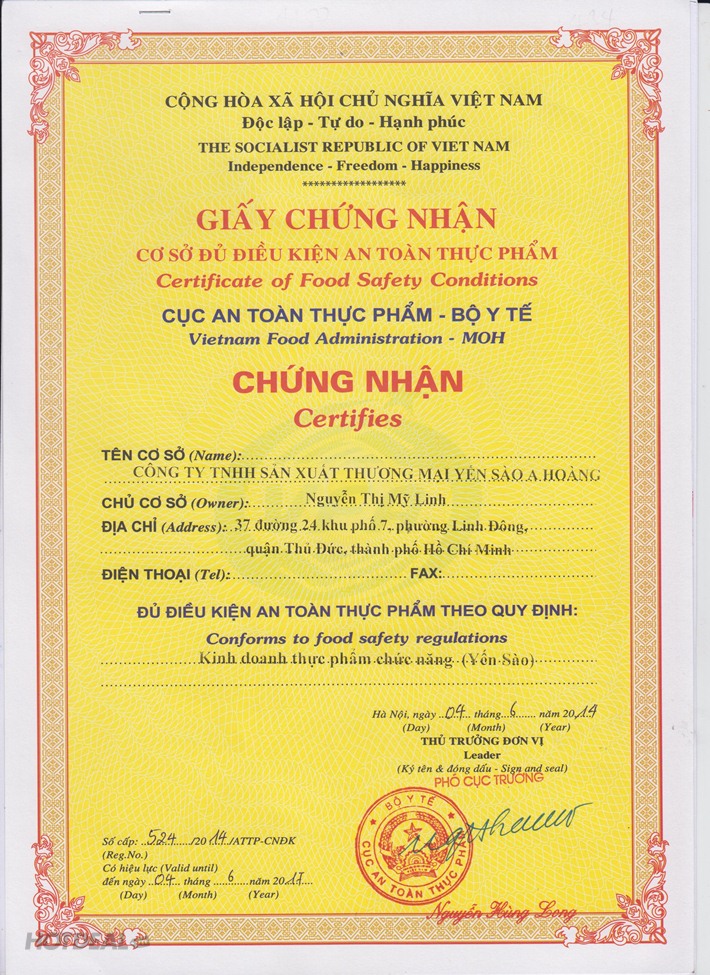 CỘNG HÒA XÃ HỘI CHỦ NGHĨA VIỆT NAM
Độc lập - Tự do - Hạnh phúc
THE SOCIALIST REPUBLIC OF VIET NAM
Independence - Freedom - Happiness
******************
GIẤY CHỨNG NHẬN
CƠ SỞ ĐỦ ĐIỀU KIỆN AN TOÀN THỰC PHẨM
Certificate of Food Safety Conditions
CỤC AN TOÀN THỰC PHẨM - BỘ Y TẾ
Vietnam Food Administration - MOH
CHỨNG NHẬN
Certifies
TÊN CƠ SỞ (Name):
CÔNG TY TNHH SẢN XUẤT THƯƠNG MẠI YẾN SÀO A HOÀNG
CHỦ CƠ SỞ (Owner): Nguyễn Thị Mỹ Linh
ĐỊA CHỈ (Address): 37 đường 24 khu phố 7, phường Linh Đông,
quận Thủ Đức, thành phố Hồ Chí Minh
ĐIỆN THOẠI (Tel): FAX:
ĐỦ ĐIỀU KIỆN AN TOÀN THỰC PHẨM THEO QUY ĐỊNH:
Conforms to food safety regulations
Kinh doanh thực phẩm chức năng (Yến Sào)
Hà Nội, ngày 04 tháng 6 năm 2014
(Day) (Month) (Year)
THỦ TRƯỞNG ĐƠN VỊ
Leader
(Ký tên & đóng dấu - Sign and seal)
PHÓ CỤC TRƯỞNG
BỘ Y TẾ
CỤC AN TOÀN THỰC PHẨM
Số cấp: 524 /2014/ATTP-CNĐK
(Reg.No.)
Có hiệu lực (Valid until)
đến ngày 04 tháng 6 năm 2017
(Day) (Month) (Year)
Nguyễn Hùng Long
HOTDEAL